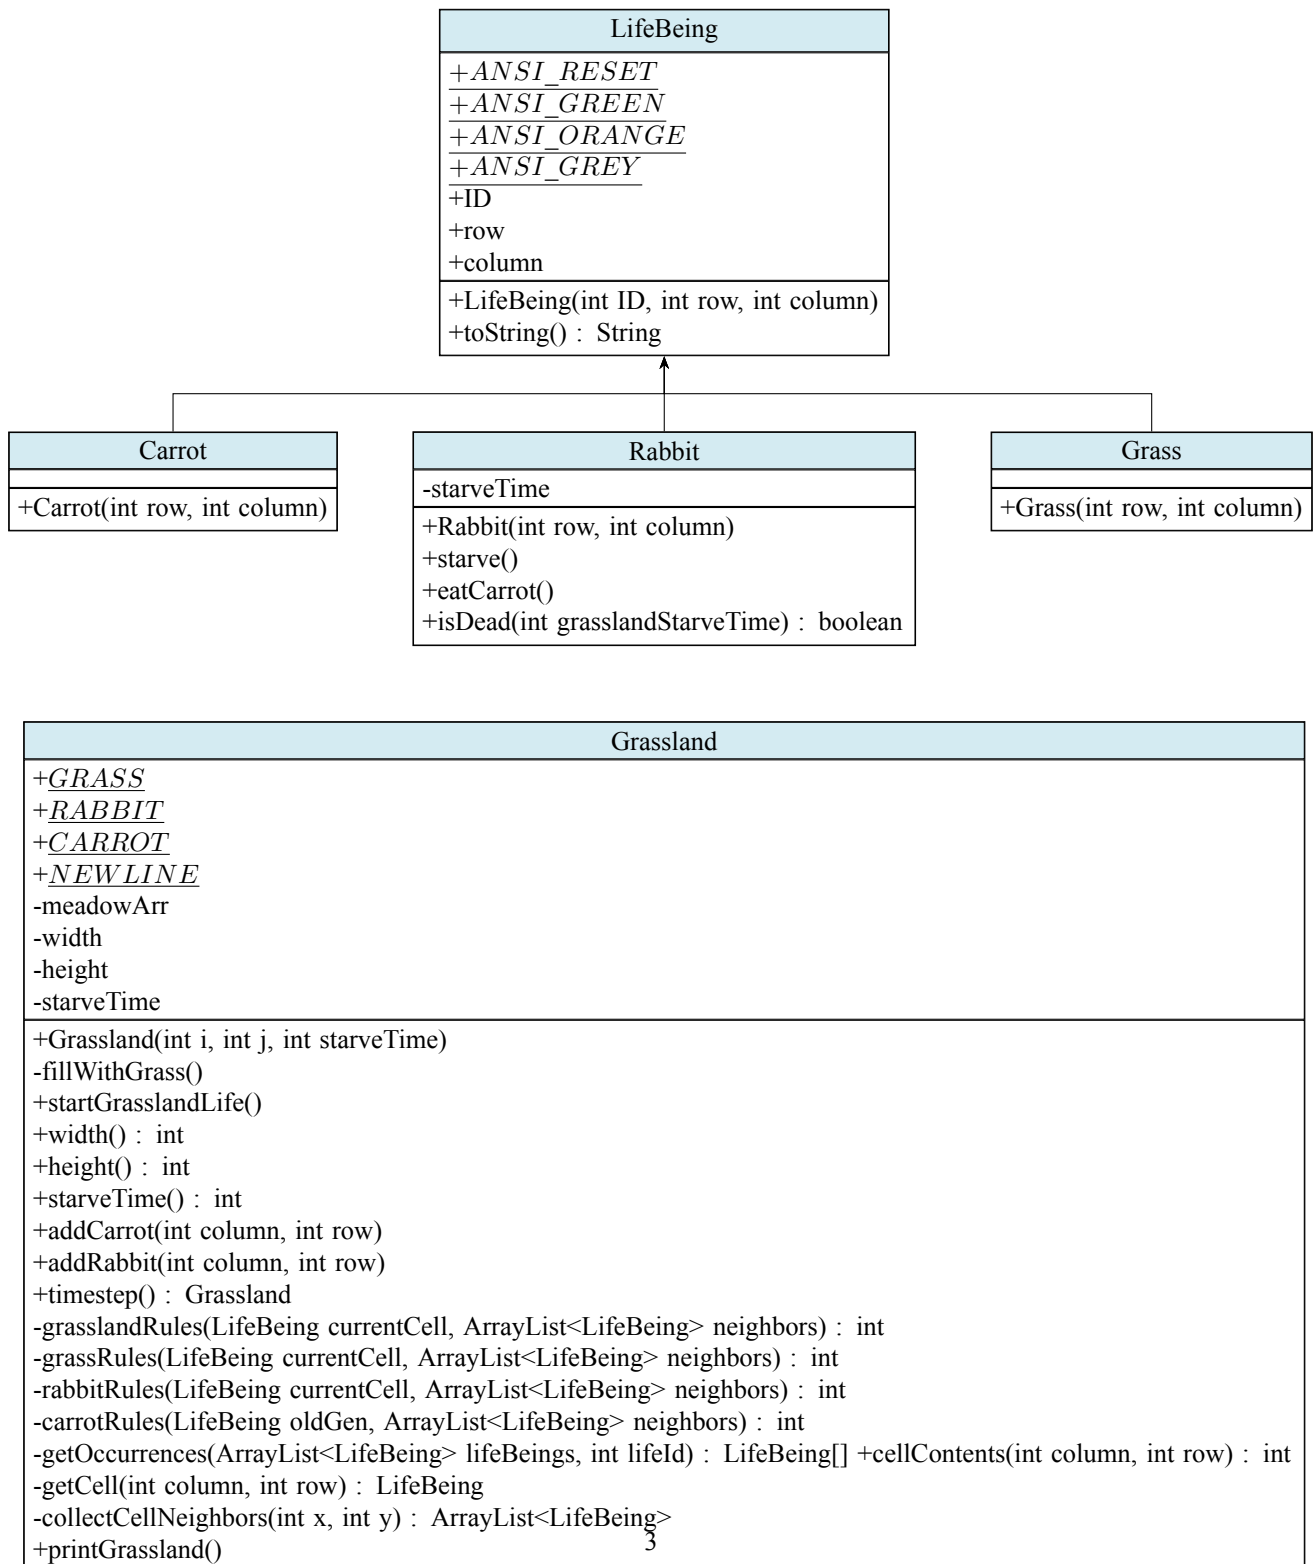 LifeBeing
+ANSI_RESET
+ANSI_GREEN
+ANSI_ORANGE
+ANSI_GREY
+ID
+row
+column
+LifeBeing(int ID, int row, int column)
+toString() : String
Carrot
+Carrot(int row, int column)
Rabbit
-starveTime
+Rabbit(int row, int column)
+starve()
+eatCarrot()
+isDead(int grasslandStarveTime) : boolean
Grass
+Grass(int row, int column)
Grassland
+GRASS
+RABBIT
+CARROT
+NEWLINE
-meadowArr
-width
-height
-starveTime
+Grassland(int i, int j, int starveTime)
-fillWithGrass()
+startGrasslandLife()
+width() : int
+height() : int
+starveTime() : int
+addCarrot(int column, int row)
+addRabbit(int column, int row)
+timestep() : Grassland
-grasslandRules(LifeBeing currentCell, ArrayList<LifeBeing> neighbors) : int
-grassRules(LifeBeing currentCell, ArrayList<LifeBeing> neighbors) : int
-rabbitRules(LifeBeing currentCell, ArrayList<LifeBeing> neighbors) : int
-carrotRules(LifeBeing oldGen, ArrayList<LifeBeing> neighbors) : int
-getOccurrences(ArrayList<LifeBeing> lifeBeings, int lifeId) : LifeBeing[] +cellContents(int column, int row) : int
-getCell(int column, int row) : LifeBeing
-collectCellNeighbors(int x, int y) : ArrayList<LifeBeing>
+printGrassland()
3